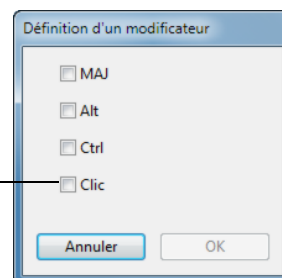 Définition d'un modificateur
MAJ
Alt
Ctrl
Clic
Annuler OK